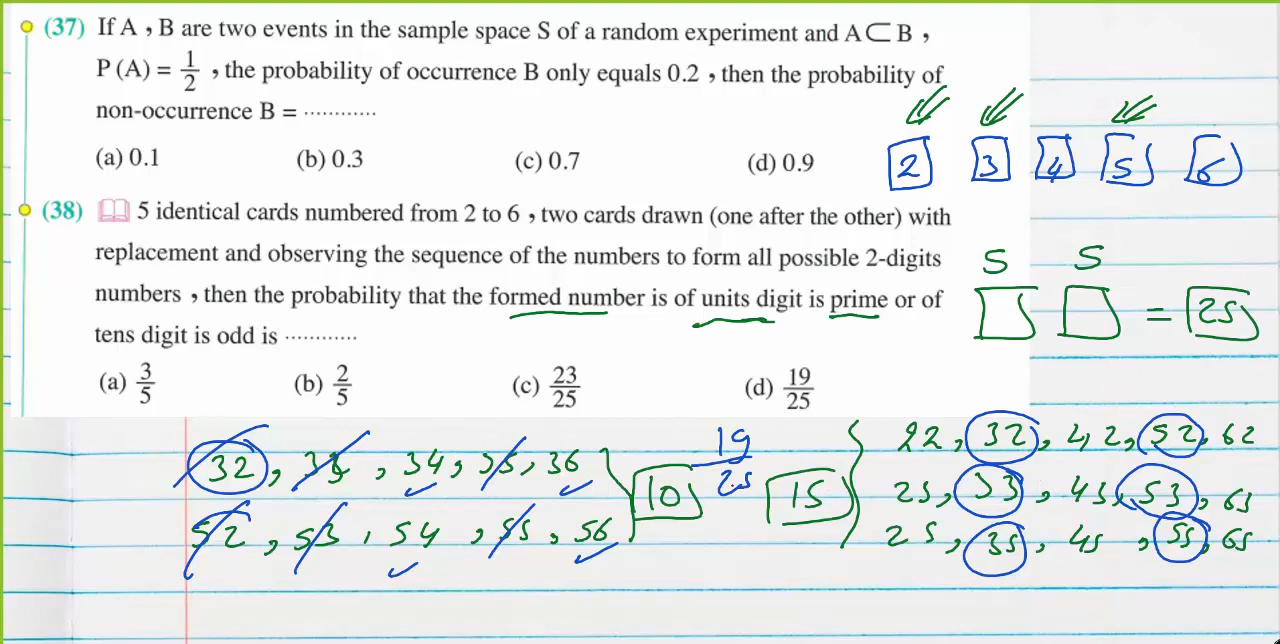 (37) If A , B are two events in the sample space S of a random experiment and A⊂B ,
P (A) = 1/2 , the probability of occurrence B only equals 0.2 , then the probability of
non-occurrence B = ............
(a) 0.1 (b) 0.3 (c) 0.7 (d) 0.9
2 3 4 5 6
(38) 5 identical cards numbered from 2 to 6 , two cards drawn (one after the other) with
replacement and observing the sequence of the numbers to form all possible 2-digits
numbers , then the probability that the formed number is of units digit is prime or of
tens digit is odd is ............
5 5
= 25
(a) 3/5 (b) 2/5 (c) 23/25 (d) 19/25
32 , 33 , 34 , 35 , 36
52 , 53 , 54 , 55 , 56
10
19/25
15
22 , 32 , 42 , 52 , 62
23 , 33 , 43 , 53 , 63
25 , 35 , 45 , 55 , 65